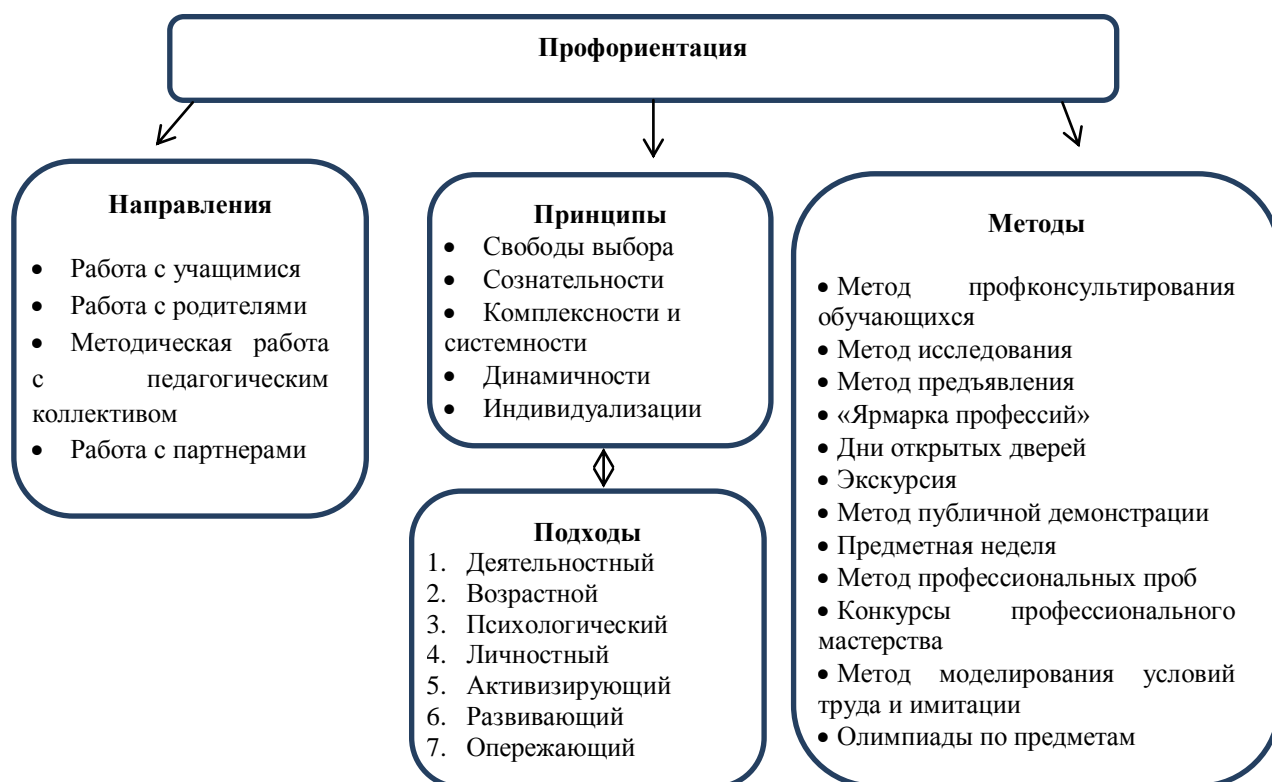 Профориентация
Направления
• Работа с учащимися
• Работа с родителями
• Методическая работа
с педагогическим
коллективом
• Работа с партнерами
Принципы
• Свободы выбора
• Сознательности
• Комплексности и
системности
• Динамичности
• Индивидуализации
Подходы
1. Деятельностный
2. Возрастной
3. Психологический
4. Личностный
5. Активизирующий
6. Развивающий
7. Опережающий
Методы
• Метод профконсультирования
обучающихся
• Метод исследования
• Метод предъявления
• «Ярмарка профессий»
• Дни открытых дверей
• Экскурсия
• Метод публичной демонстрации
• Предметная неделя
• Метод профессиональных проб
• Конкурсы профессионального
мастерства
• Метод моделирования условий
труда и имитации
• Олимпиады по предметам